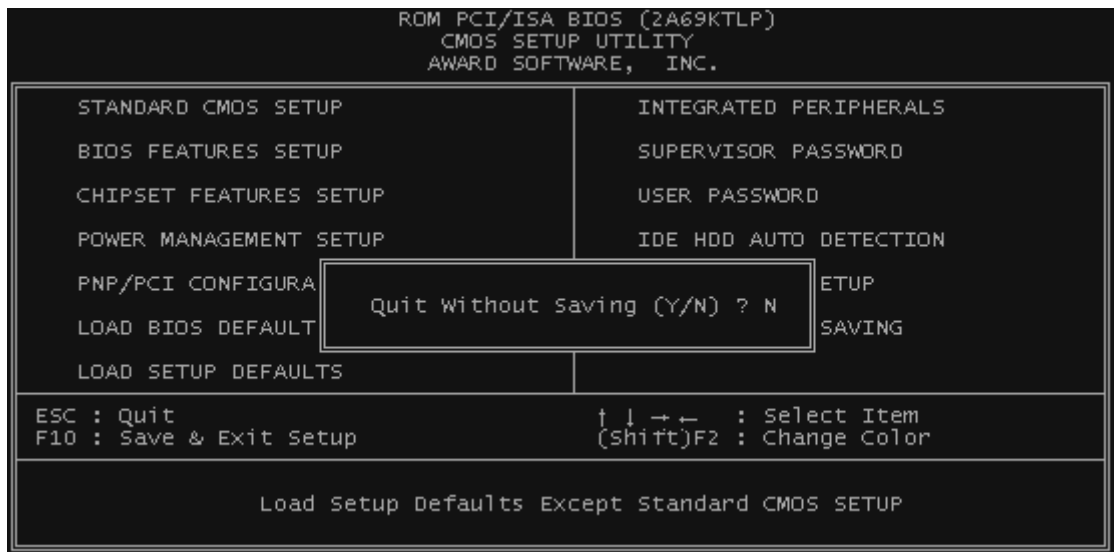 ROM PCI/ISA BIOS (2A69KTLP)
CMOS SETUP UTILITY
AWARD SOFTWARE, INC.
STANDARD CMOS SETUP
BIOS FEATURES SETUP
CHIPSET FEATURES SETUP
POWER MANAGEMENT SETUP
PNP/PCI CONFIGURA
LOAD BIOS DEFAULT
LOAD SETUP DEFAULTS
INTEGRATED PERIPHERALS
SUPERVISOR PASSWORD
USER PASSWORD
IDE HDD AUTO DETECTION
ETUP
SAVING
Quit Without Saving (Y/N) ? N
ESC : Quit
F10 : Save & Exit Setup
↑ ↓ → ← : Select Item
(Shift)F2 : Change Color
Load Setup Defaults Except Standard CMOS SETUP